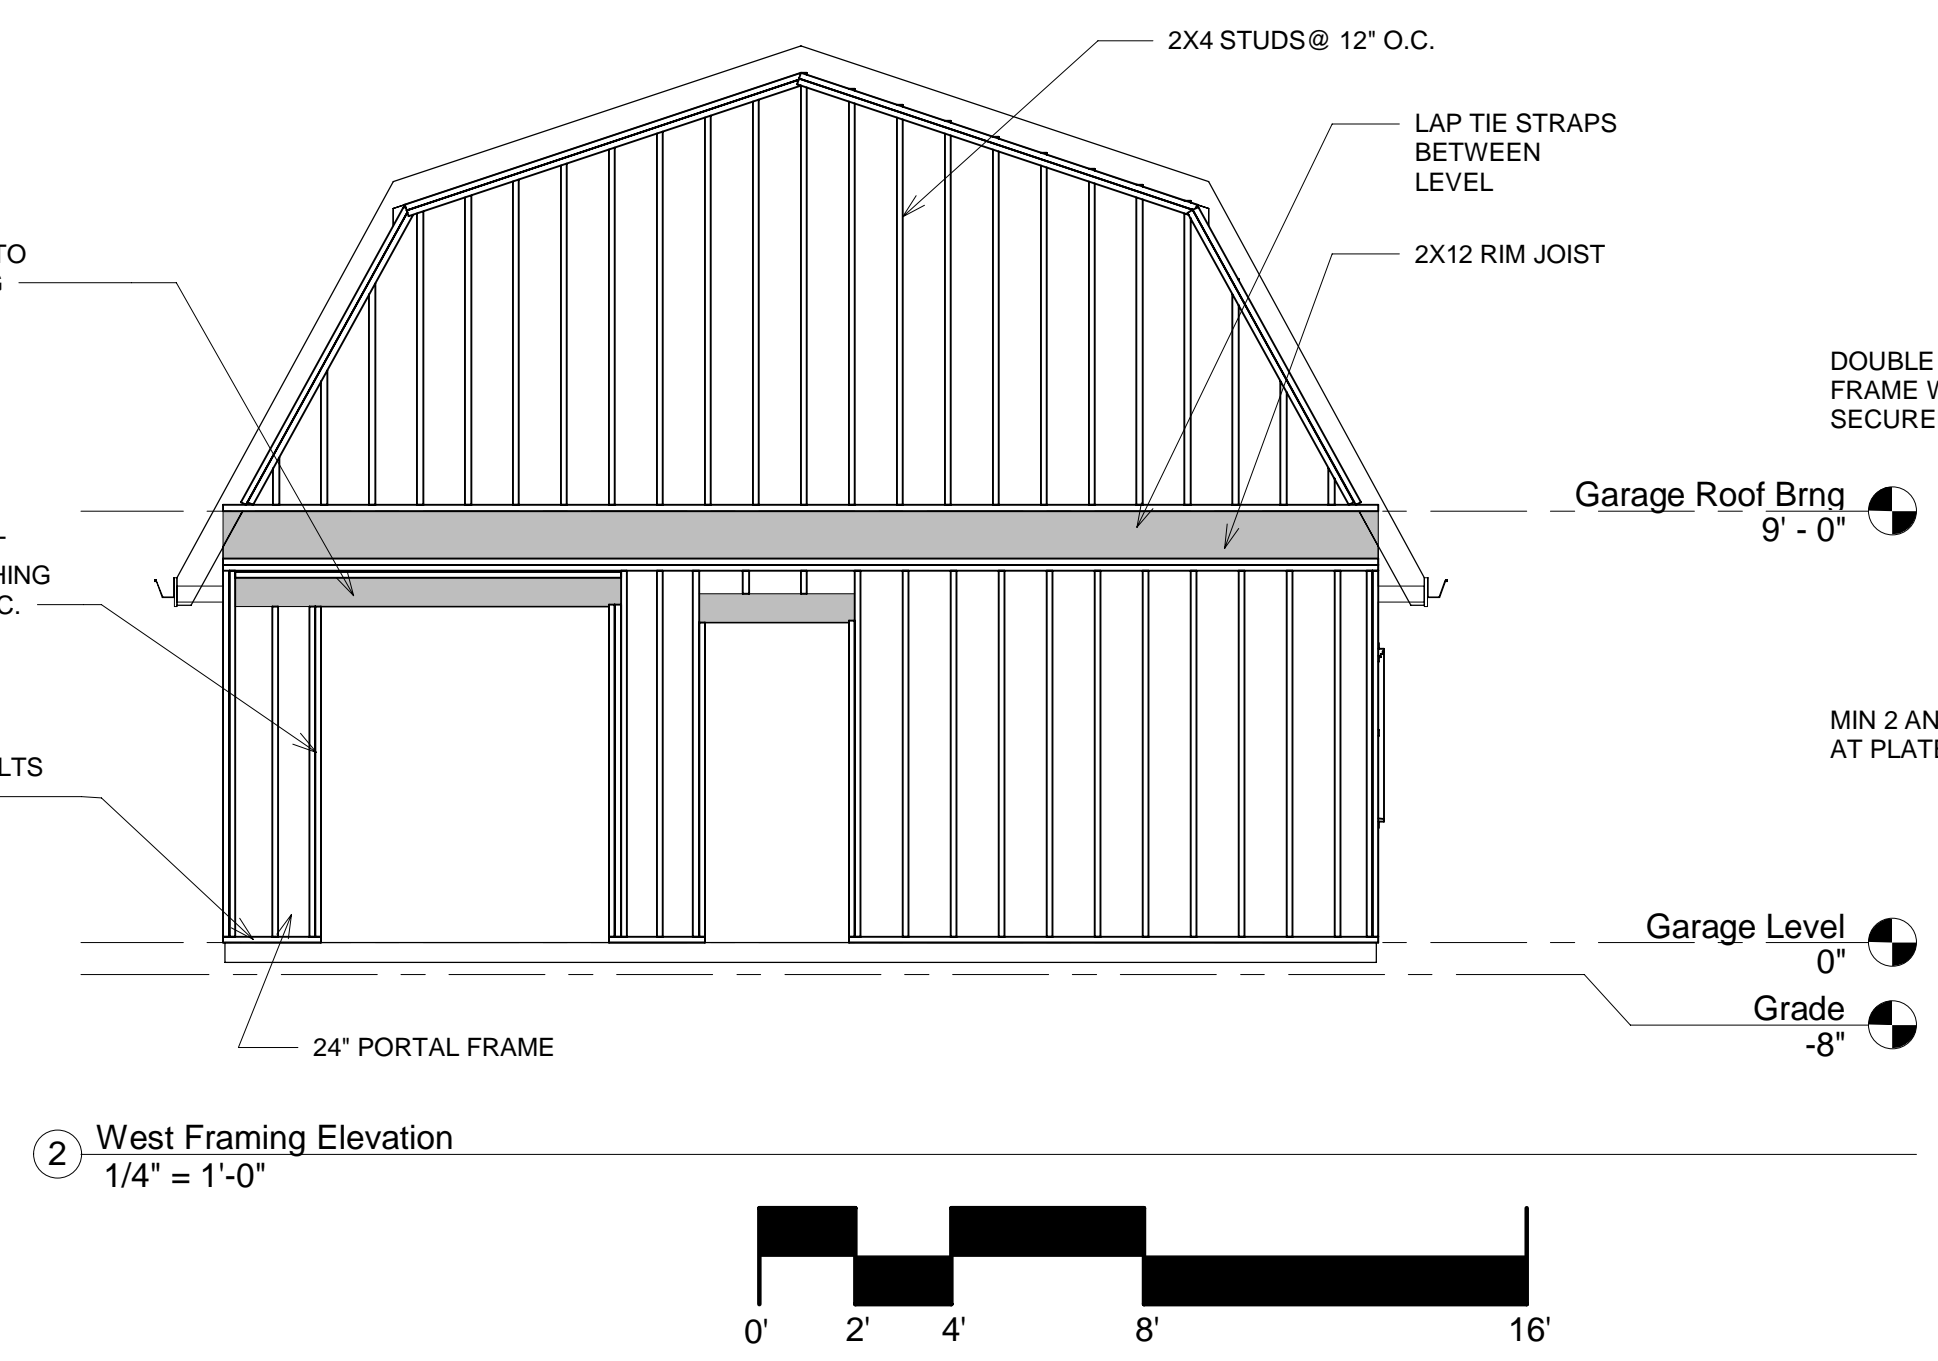 2X4 STUDS@ 12" O.C.
LAP TIE STRAPS
BETWEEN
LEVEL
2X12 RIM JOIST
TO
DOUBLE
FRAME
SECURE
Garage Roof Brng
9' - 0"
HING
C.
MIN 2 AN
AT PLATE
LTS
Garage Level
0"
Grade
-8"
24" PORTAL FRAME
2
West Framing Elevation
1/4" = 1'-0"
0' 2' 4' 8' 16'